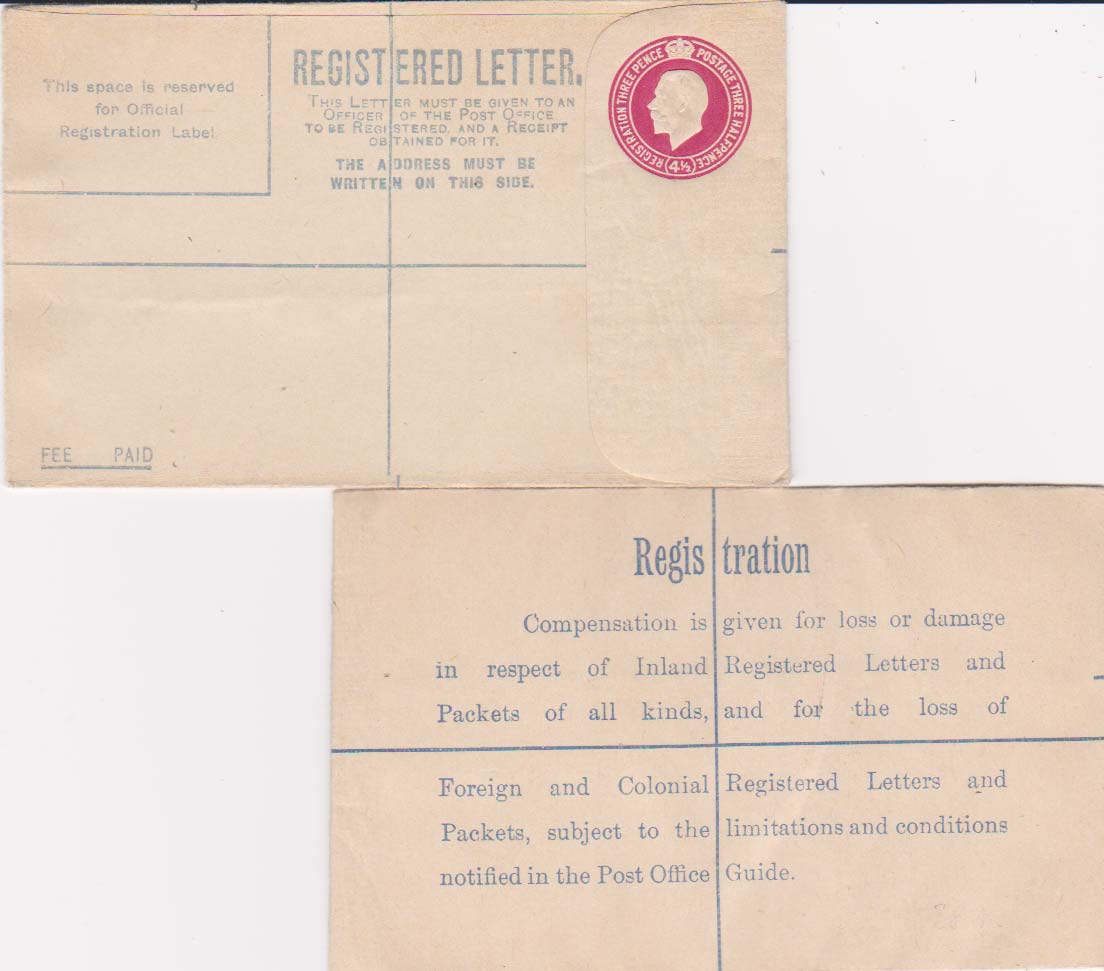 This space is reserved
for Official
Registration Label
REGISTERED LETTER.
THIS LETTER MUST BE GIVEN TO AN
OFFICER OF THE POST OFFICE
TO BE REGISTERED, AND A RECEIPT
OBTAINED FOR IT.
THE ADDRESS MUST BE
WRITTEN ON THIS SIDE.
REGISTRATION THREE PENCE POSTAGE THREE HALFPENCE
(4½)
FEE PAID
Registration
Compensation is given for loss or damage
in respect of Inland Registered Letters and
Packets of all kinds, and for the loss of
Foreign and Colonial Registered Letters and
Packets, subject to the limitations and conditions
notified in the Post Office Guide.